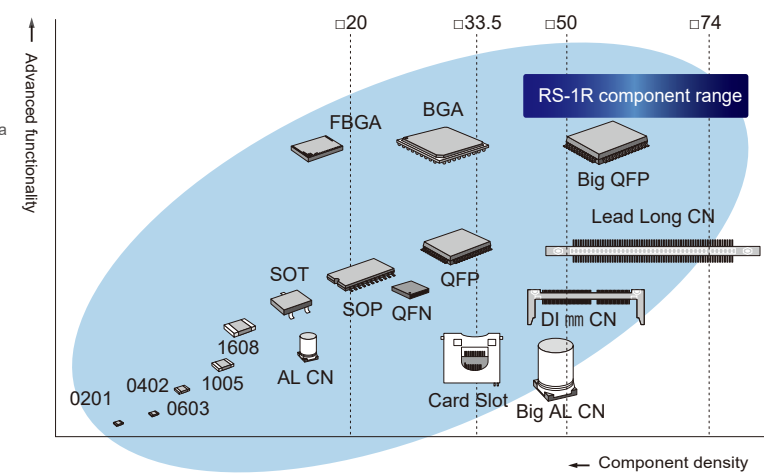 □20
□33.5
□50
□74
Advanced functionality
a
RS-1R component range
FBGA
BGA
Big QFP
Lead Long CN
SOT
SOP
QFN
QFP
DI ㎜ CN
1608
AL CN
1005
0402
0201
0603
Card Slot
Big AL CN
Component density